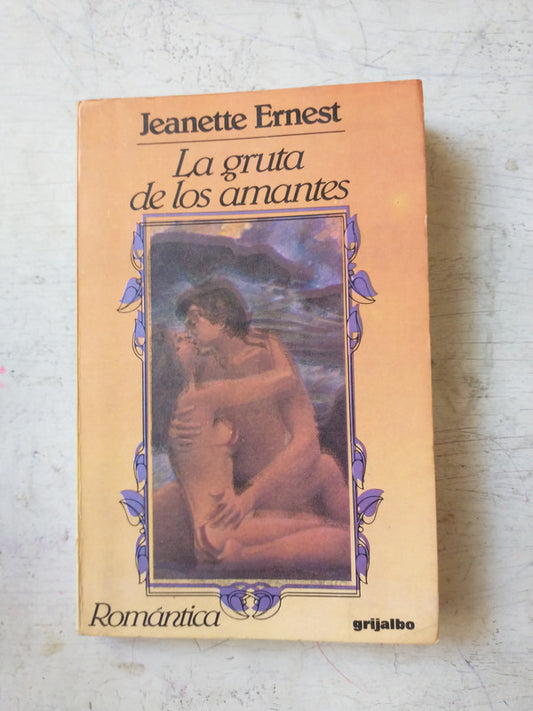 Jeanette Ernest
La gruta
de los amantes
Romántica
grijalbo